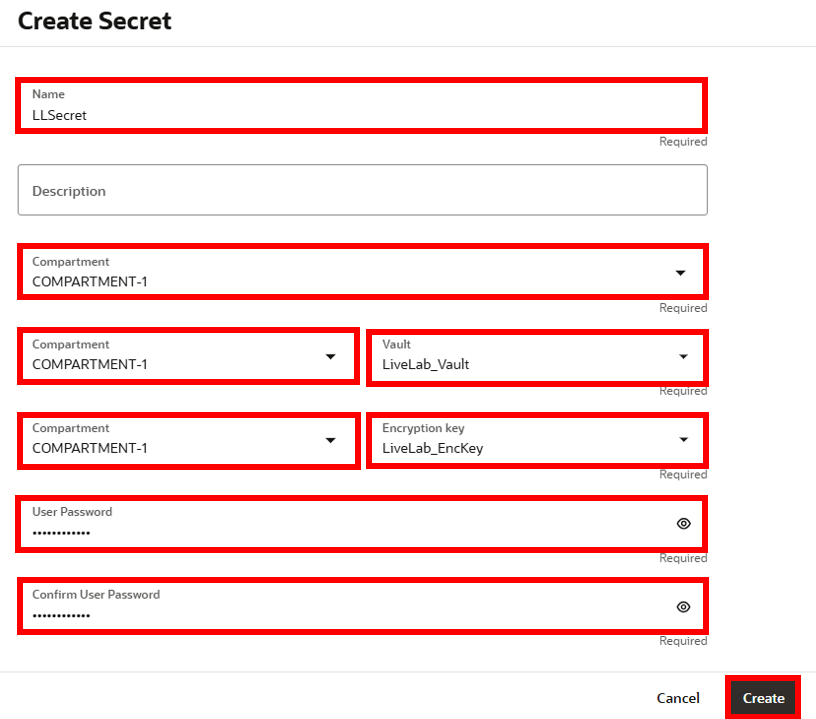 Create Secret
Name
LLSecret
Required
Description
Compartment
COMPARTMENT-1
Required
Compartment
COMPARTMENT-1
Vault
LiveLab_Vault
Required
Compartment
COMPARTMENT-1
Encryption key
LiveLab_EncKey
Required
User Password
••••••••••••
Required
Confirm User Password
••••••••••••
Required
Cancel Create